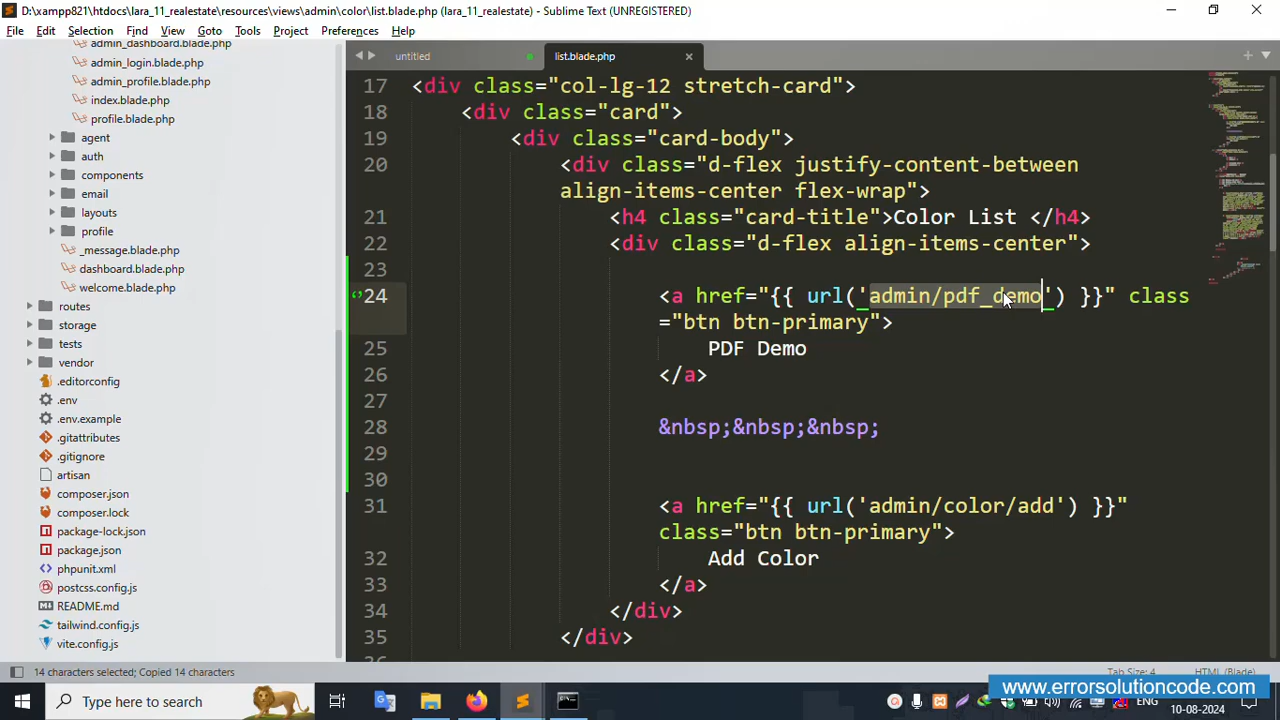 D:\xampp821\htdocs\lara_11_realestate\resources\views\admin\color\list.blade.php (lara_11_realestate) - Sublime Text (UNREGISTERED)
File Edit Selection Find View Goto Tools Project Preferences Help
admin_dashboard.blade.php
admin_login.blade.php
admin_profile.blade.php
index.blade.php
profile.blade.php
agent
auth
components
email
layouts
profile
_message.blade.php
dashboard.blade.php
welcome.blade.php
routes
storage
tests
vendor
.editorconfig
.env
.env.example
.gitattributes
.gitignore
artisan
composer.json
composer.lock
package-lock.json
package.json
phpunit.xml
postcss.config.js
README.md
tailwind.config.js
vite.config.js
untitled
list.blade.php
17 <div class="col-lg-12 stretch-card">
18 <div class="card">
19 <div class="card-body">
20 <div class="d-flex justify-content-between
align-items-center flex-wrap">
21 <h4 class="card-title">Color List </h4>
22 <div class="d-flex align-items-center">
23
24 <a href="{{ url('admin/pdf_demo') }}" class
="btn btn-primary">
25 PDF Demo
26 </a>
27
28 &nbsp;&nbsp;&nbsp;
29
30
31 <a href="{{ url('admin/color/add') }}"
class="btn btn-primary">
32 Add Color
33 </a>
34 </div>
35 </div>
14 characters selected; Copied 14 characters
Tab Size: 4
HTML (Blade)
Type here to search
ENG
www.errorsolutioncode.com
10-08-2024